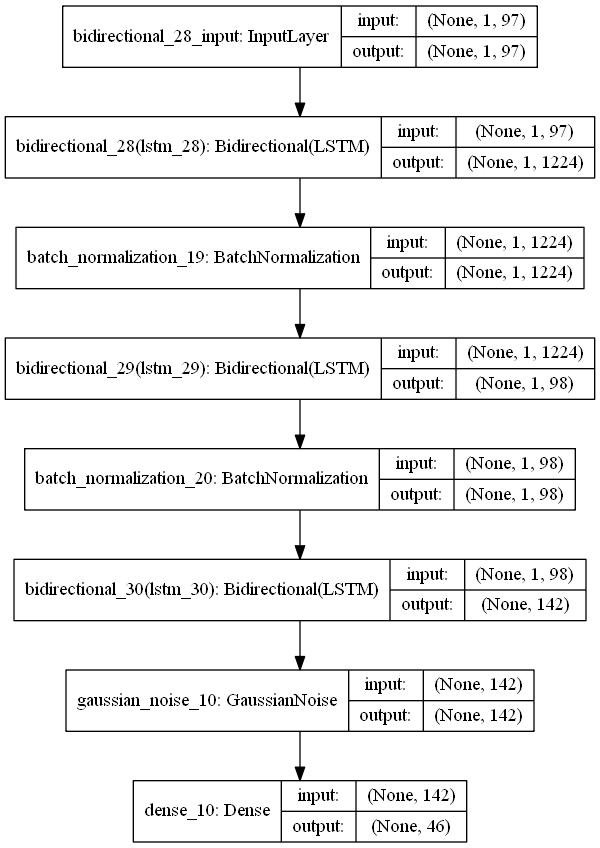 bidirectional_28_input: InputLayer
input: (None, 1, 97)
output: (None, 1, 97)
bidirectional_28(lstm_28): Bidirectional(LSTM)
input: (None, 1, 97)
output: (None, 1, 1224)
batch_normalization_19: BatchNormalization
input: (None, 1, 1224)
output: (None, 1, 1224)
bidirectional_29(lstm_29): Bidirectional(LSTM)
input: (None, 1, 1224)
output: (None, 1, 98)
batch_normalization_20: BatchNormalization
input: (None, 1, 98)
output: (None, 1, 98)
bidirectional_30(lstm_30): Bidirectional(LSTM)
input: (None, 1, 98)
output: (None, 142)
gaussian_noise_10: GaussianNoise
input: (None, 142)
output: (None, 142)
dense_10: Dense
input: (None, 142)
output: (None, 46)